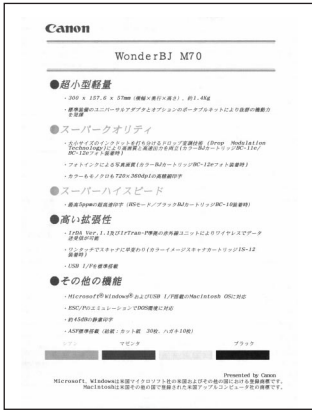 Canon
WonderBJ M70
●超小型軽量
・300 x 157.6 x 57mm (横幅×奥行×高さ), 約1.4Kg
・標準装備のユニバーサルアダプタとオプションのポータブルキットにより抜群の機動力
を発揮
●スーパークオリティ
・大小サイズのインクドットを打ち分けるドロップ変調技術 (Drop Modulation
Technology)により高画質と高速出力を両立(カラーBJカートリッジBC-11e/
BC-12eフォト装着時)
・フォトインクによる写真画質(カラーBJカートリッジBC-12eフォト装着時)
・カラーもモノクロも720×360dpiの高精細印字
●スーパーハイスピード
・最高5ppmの超高速印字 (HSモード/ブラックBJカートリッジBC-10装着時)
●高い拡張性
・IrDA Ver.1.1及びIrTran-P準拠の赤外線ユニットによりワイヤレスでデータ
送受信が可能
・ワンタッチでスキャナに早変わり(カラーイメージスキャナカートリッジIS-12
装着時)
・USB I/Fを標準搭載
●その他の機能
・Microsoft® Windows® およびUSB I/F搭載のMacintosh OSに対応
・ESC/PのエミュレーションでDOS環境に対応
・約45dBの静音印字
・ASF標準搭載 (紙類:カット紙 30枚、ハガキ10枚)
シアン マゼンタ ブラック
Presented by Canon
Microsoft, Windowsは米国マイクロソフト社の米国およびその他の国における登録商標です。
Macintoshは米国その他の国で登録された米国アップルコンピュータ社の商標です。